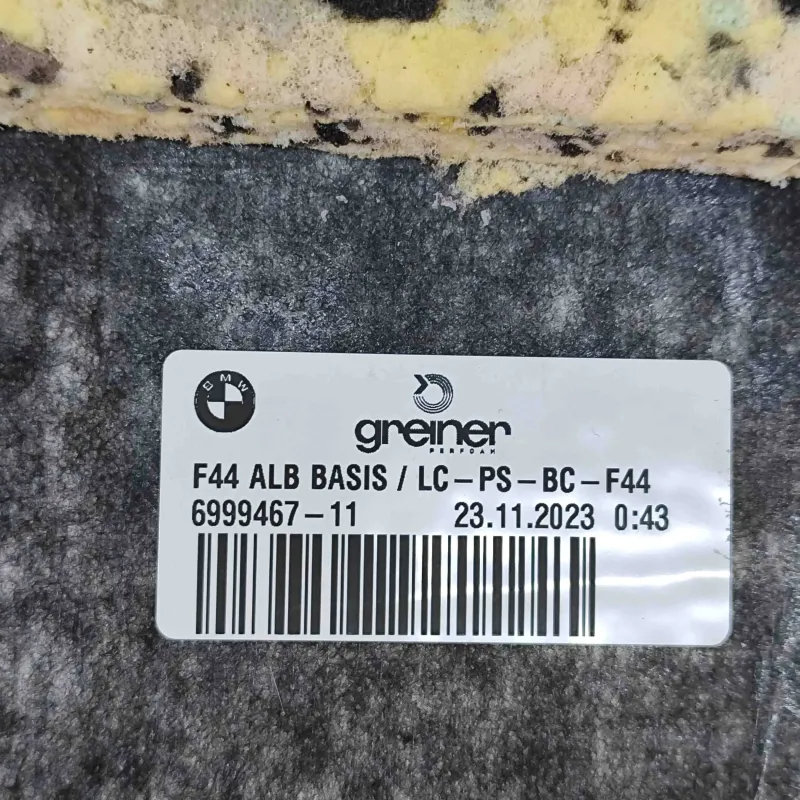 BMW
greiner
PERFOAM
F44 ALB BASIS / LC-PS-BC-F44
6999467-11 23.11.2023 0:43